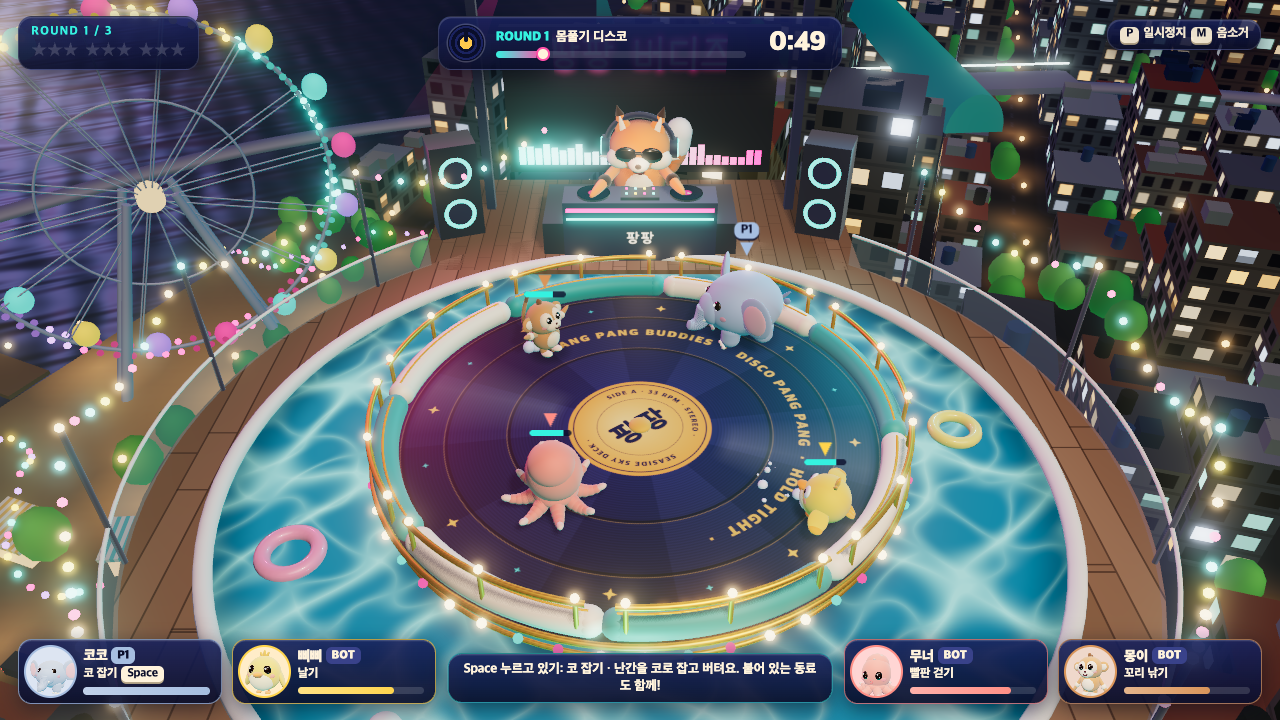 ROUND 1 / 3
ROUND 1 몸풀기 디스코
0:49
P 일시정지 M 음소거
팡팡
P1
PANG PANG BUDDIES
DISCO PANG PANG · HOLD TIGHT ·
SIDE A · 33 RPM · STEREO ·
팡팡
SEASIDE SKY DECK
코코 P1
코 잡기 Space
삐삐 BOT
날기
Space 누르고 있기: 코 잡기 · 난간을 코로 잡고 버텨요. 붙어 있는 동료
도 함께!
무너 BOT
빨판 걷기
몽이 BOT
꼬리 낚기